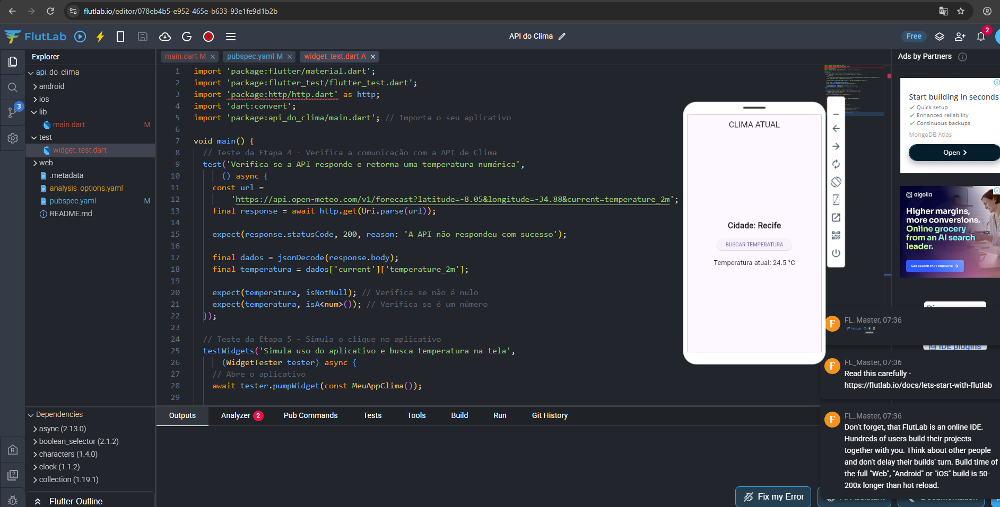 flutlab.io/editor/078eb4b5-e952-465e-b633-93e1fe9d1b2b
FlutLab
API do Clima
Free
2
Explorer
api_do_clima
android
ios
3
lib
main.dart M
test
widget_test.dart
web
.metadata
analysis_options.yaml
pubspec.yaml M
README.md
Dependencies
async (2.13.0)
boolean_selector (2.1.2)
characters (1.4.0)
clock (1.1.2)
collection (1.19.1)
Flutter Outline
main.dart M
pubspec.yaml M
widget_test.dart A
1 import 'package:flutter/material.dart';
2 import 'package:flutter_test/flutter_test.dart';
3 import 'package:http/http.dart' as http;
4 import 'dart:convert';
5 import 'package:api_do_clima/main.dart'; // Importa o seu aplicativo
6
7 void main() {
8 // Teste da Etapa 4 - Verifica a comunicação com a API de Clima
9 test('Verifica se a API responde e retorna uma temperatura numérica',
10 () async {
11 const url =
12 'https://api.open-meteo.com/v1/forecast?latitude=-8.05&longitude=-34.88&current=temperature_2m';
13 final response = await http.get(Uri.parse(url));
14
15 expect(response.statusCode, 200, reason: 'A API não respondeu com sucesso');
16
17 final dados = jsonDecode(response.body);
18 final temperatura = dados['current']['temperature_2m'];
19
20 expect(temperatura, isNotNull); // Verifica se não é nulo
21 expect(temperatura, isA<num>()); // Verifica se é um número
22 });
23
24 // Teste da Etapa 5 - Simula o clique no aplicativo
25 testWidgets('Simula uso do aplicativo e busca temperatura na tela',
26 (WidgetTester tester) async {
27 // Abre o aplicativo
28 await tester.pumpWidget(const MeuAppClima());
29
CLIMA ATUAL
Cidade: Recife
BUSCAR TEMPERATURA
Temperatura atual: 24.5 °C
Outputs
Analyzer 2
Pub Commands
Tests
Tools
Build
Run
Git History
Fix my Error
Ads by Partners
Start building in seconds
Quick setup
Enhanced reliability
Continuous backups
MongoDB Atlas
Open
algolia
Higher margins,
more conversions.
Online grocery
from an AI search
leader.
Get search that converts
Discover more
F
FL_Master, 07:36
IDE plugins
F
FL_Master, 07:36
Read this carefully -
https://flutlab.io/docs/lets-start-with-flutlab
F
FL_Master, 07:36
Don't forget, that FlutLab is an online IDE.
Hundreds of users build their projects
together with you. Think about other people
and don't delay their builds' turn. Build time of
the full "Web", "Android" or "iOS" build is 50-
200x longer than hot reload.